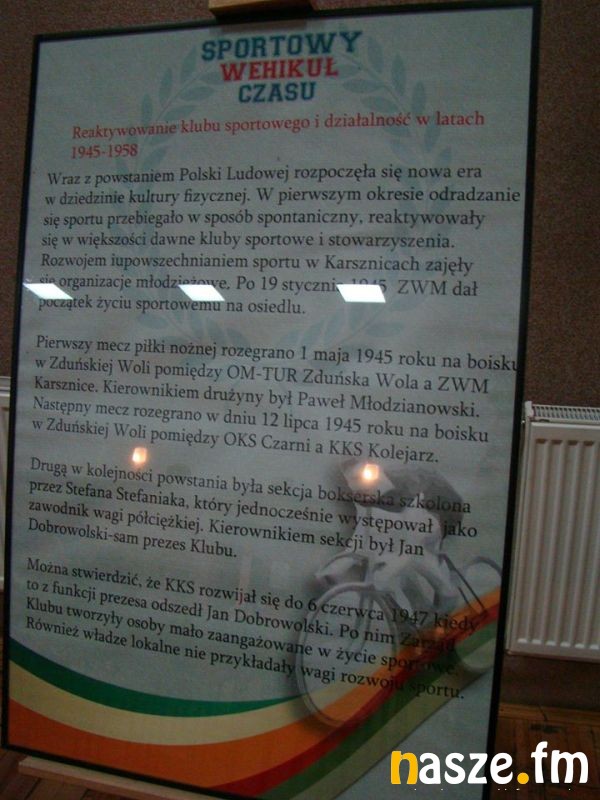 SPORTOWY
WEHIKUŁ
CZASU
Reaktywowanie klubu sportowego i działalność w latach
1945-1958
Wraz z powstaniem Polski Ludowej rozpoczęła się nowa era
w dziedzinie kultury fizycznej. W pierwszym okresie odradzanie
się sportu przebiegało w sposób spontaniczny, reaktywowały
się w większości dawne kluby sportowe i stowarzyszenia.
Rozwojem iupowszechnianiem sportu w Karsznicach zajęły
się organizacje młodzieżowe. Po 19 stycznia 1945 ZWM dał
początek życiu sportowemu na osiedlu.
Pierwszy mecz piłki nożnej rozegrano 1 maja 1945 roku na boisku
w Zduńskiej Woli pomiędzy OM-TUR Zduńska Wola a ZWM
Karsznice. Kierownikiem drużyny był Paweł Młodzianowski.
Następny mecz rozegrano w dniu 12 lipca 1945 roku na boisku
w Zduńskiej Woli pomiędzy OKS Czarni a KKS Kolejarz.
Drugą w kolejności powstania była sekcja bokserska szkolona
przez Stefana Stefaniaka, który jednocześnie występował jako
zawodnik wagi półciężkiej. Kierownikiem sekcji był Jan
Dobrowolski-sam prezes Klubu.
Można stwierdzić, że KKS rozwijał się do 6 czerwca 1947 kiedy
to z funkcji prezesa odszedł Jan Dobrowolski. Po nim Zarząd
Klubu tworzyły osoby mało zaangażowane w życie sportowe.
Również władze lokalne nie przykładały wagi rozwoju sportu.
nasze.fm